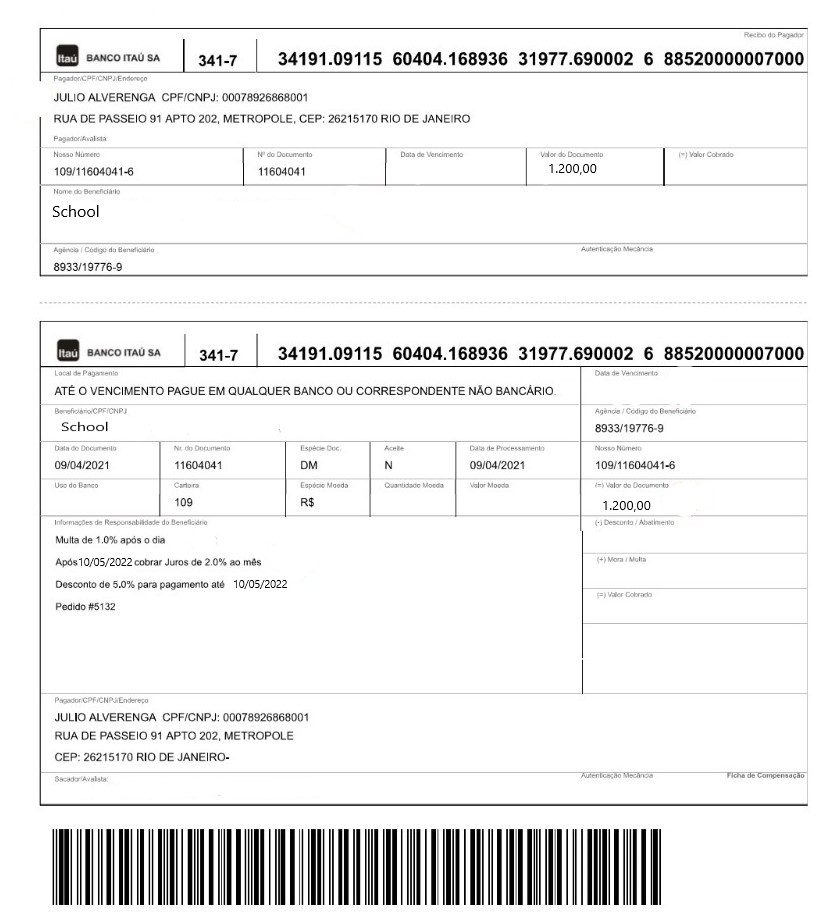 Recibo do Pagador
Itaú BANCO ITAÚ SA 341-7 34191.09115 60404.168936 31977.690002 6 88520000007000
Pagador/CPF/CNPJ/Endereço
JULIO ALVERENGA CPF/CNPJ: 00078926868001
RUA DE PASSEIO 91 APTO 202, METROPOLE, CEP: 26215170 RIO DE JANEIRO
Pagador/Avalista
Nosso Número Nº do Documento Data de Vencimento Valor do Documento (=) Valor Cobrado
109/11604041-6 11604041 1.200,00
Nome do Beneficiário
School
Agência / Código do Beneficiário Autenticação Mecância
8933/19776-9
Itaú BANCO ITAÚ SA 341-7 34191.09115 60404.168936 31977.690002 6 88520000007000
Local de Pagamento Data de Vencimento
ATÉ O VENCIMENTO PAGUE EM QUALQUER BANCO OU CORRESPONDENTE NÃO BANCÁRIO.
Beneficiário/CPF/CNPJ Agência / Código do Beneficiário
School 8933/19776-9
Data do Documento Nr. do Documento Espécie Doc. Aceite Data de Processamento Nosso Número
09/04/2021 11604041 DM N 09/04/2021 109/11604041-6
Uso do Banco Carteira Espécie Moeda Quantidade Moeda Valor Moeda (=) Valor do Documento
109 R$ 1.200,00
Informações de Responsabilidade do Beneficiário (-) Desconto / Abatimento
Multa de 1.0% após o dia
(+) Mora / Multa
Após10/05/2022 cobrar Juros de 2.0% ao mês
Desconto de 5.0% para pagamento até 10/05/2022
(=) Valor Cobrado
Pedido #5132
Pagador/CPF/CNPJ/Endereço
JULIO ALVERENGA CPF/CNPJ: 00078926868001
RUA DE PASSEIO 91 APTO 202, METROPOLE
CEP: 26215170 RIO DE JANEIRO-
Sacador/Avalista: Autenticação Mecância Ficha de Compensação